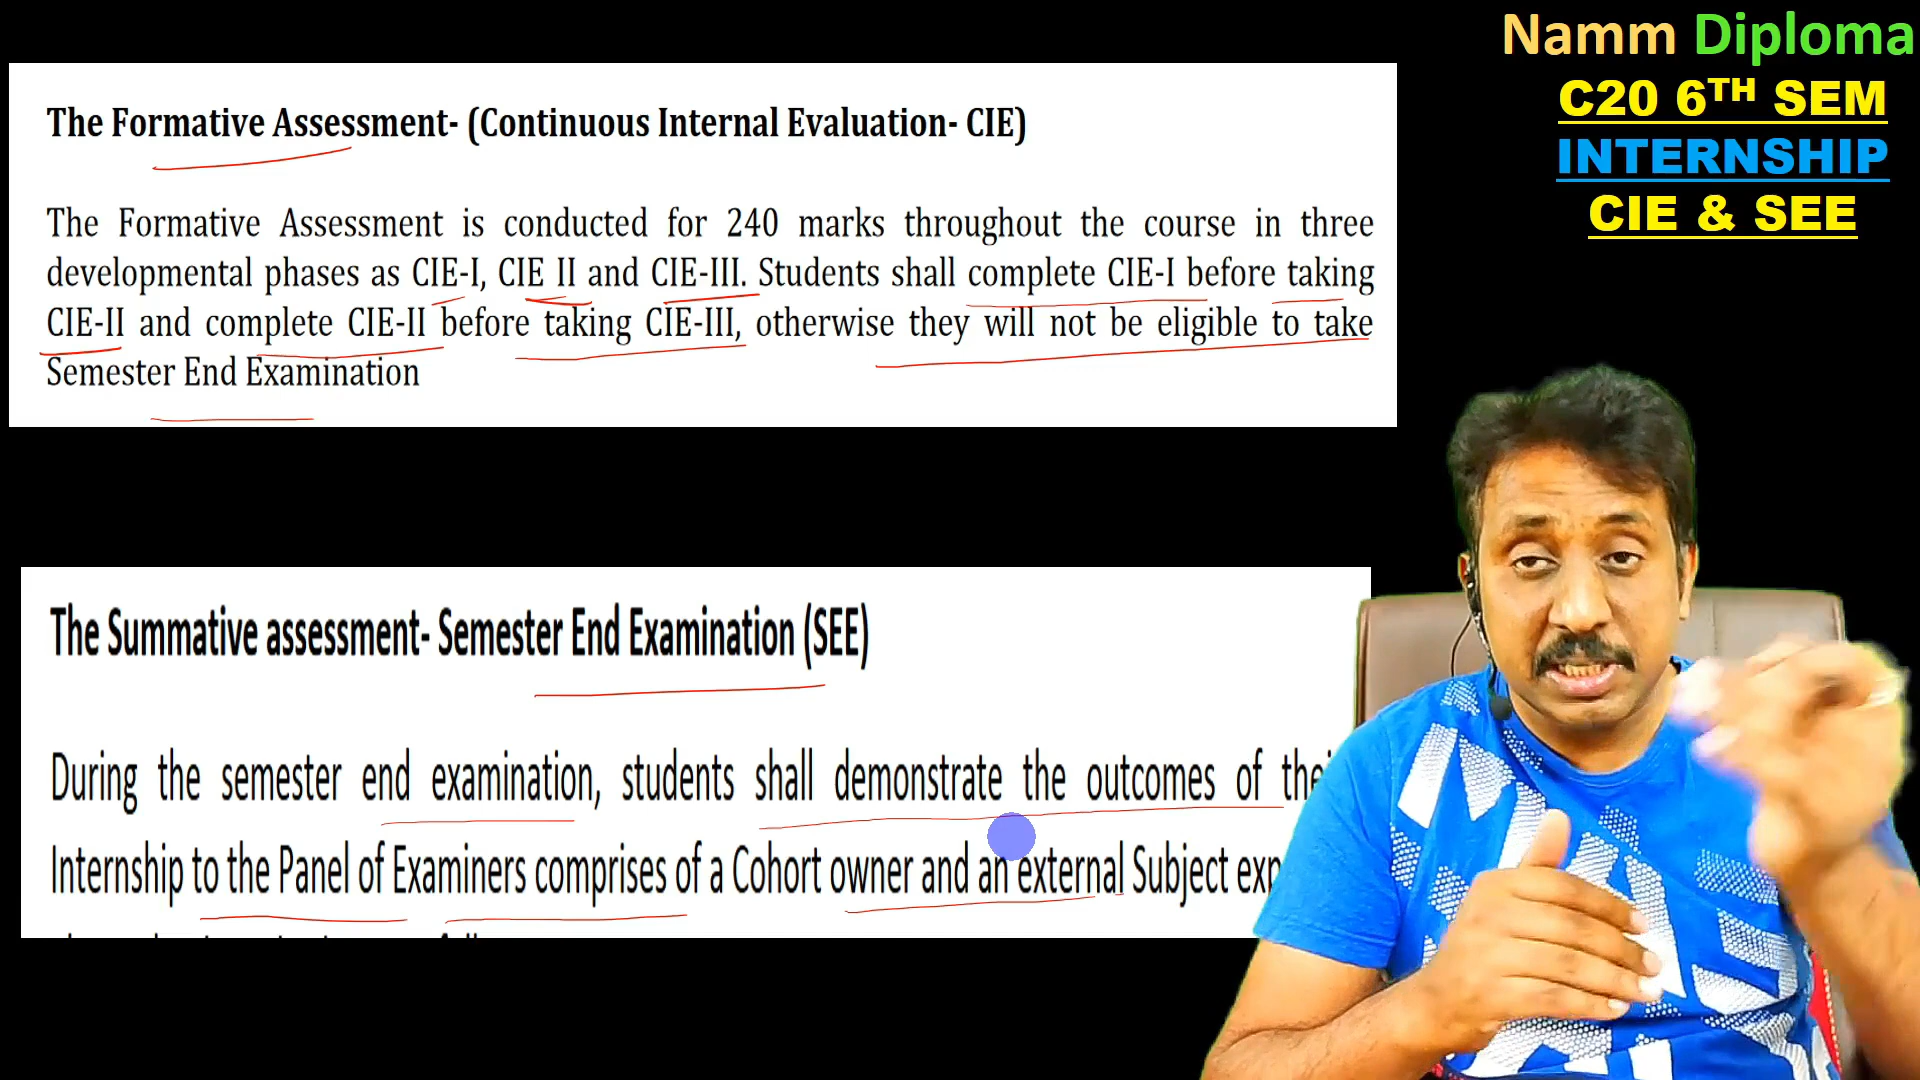 Namm Diploma
C20 6TH SEM
INTERNSHIP
CIE & SEE
The Formative Assessment- (Continuous Internal Evaluation- CIE)
The Formative Assessment is conducted for 240 marks throughout the course in three
developmental phases as CIE-I, CIE II and CIE-III. Students shall complete CIE-I before taking
CIE-II and complete CIE-II before taking CIE-III, otherwise they will not be eligible to take
Semester End Examination
The Summative assessment- Semester End Examination (SEE)
During the semester end examination, students shall demonstrate the outcomes of
Internship to the Panel of Examiners comprises of a Cohort owner and an external Subject